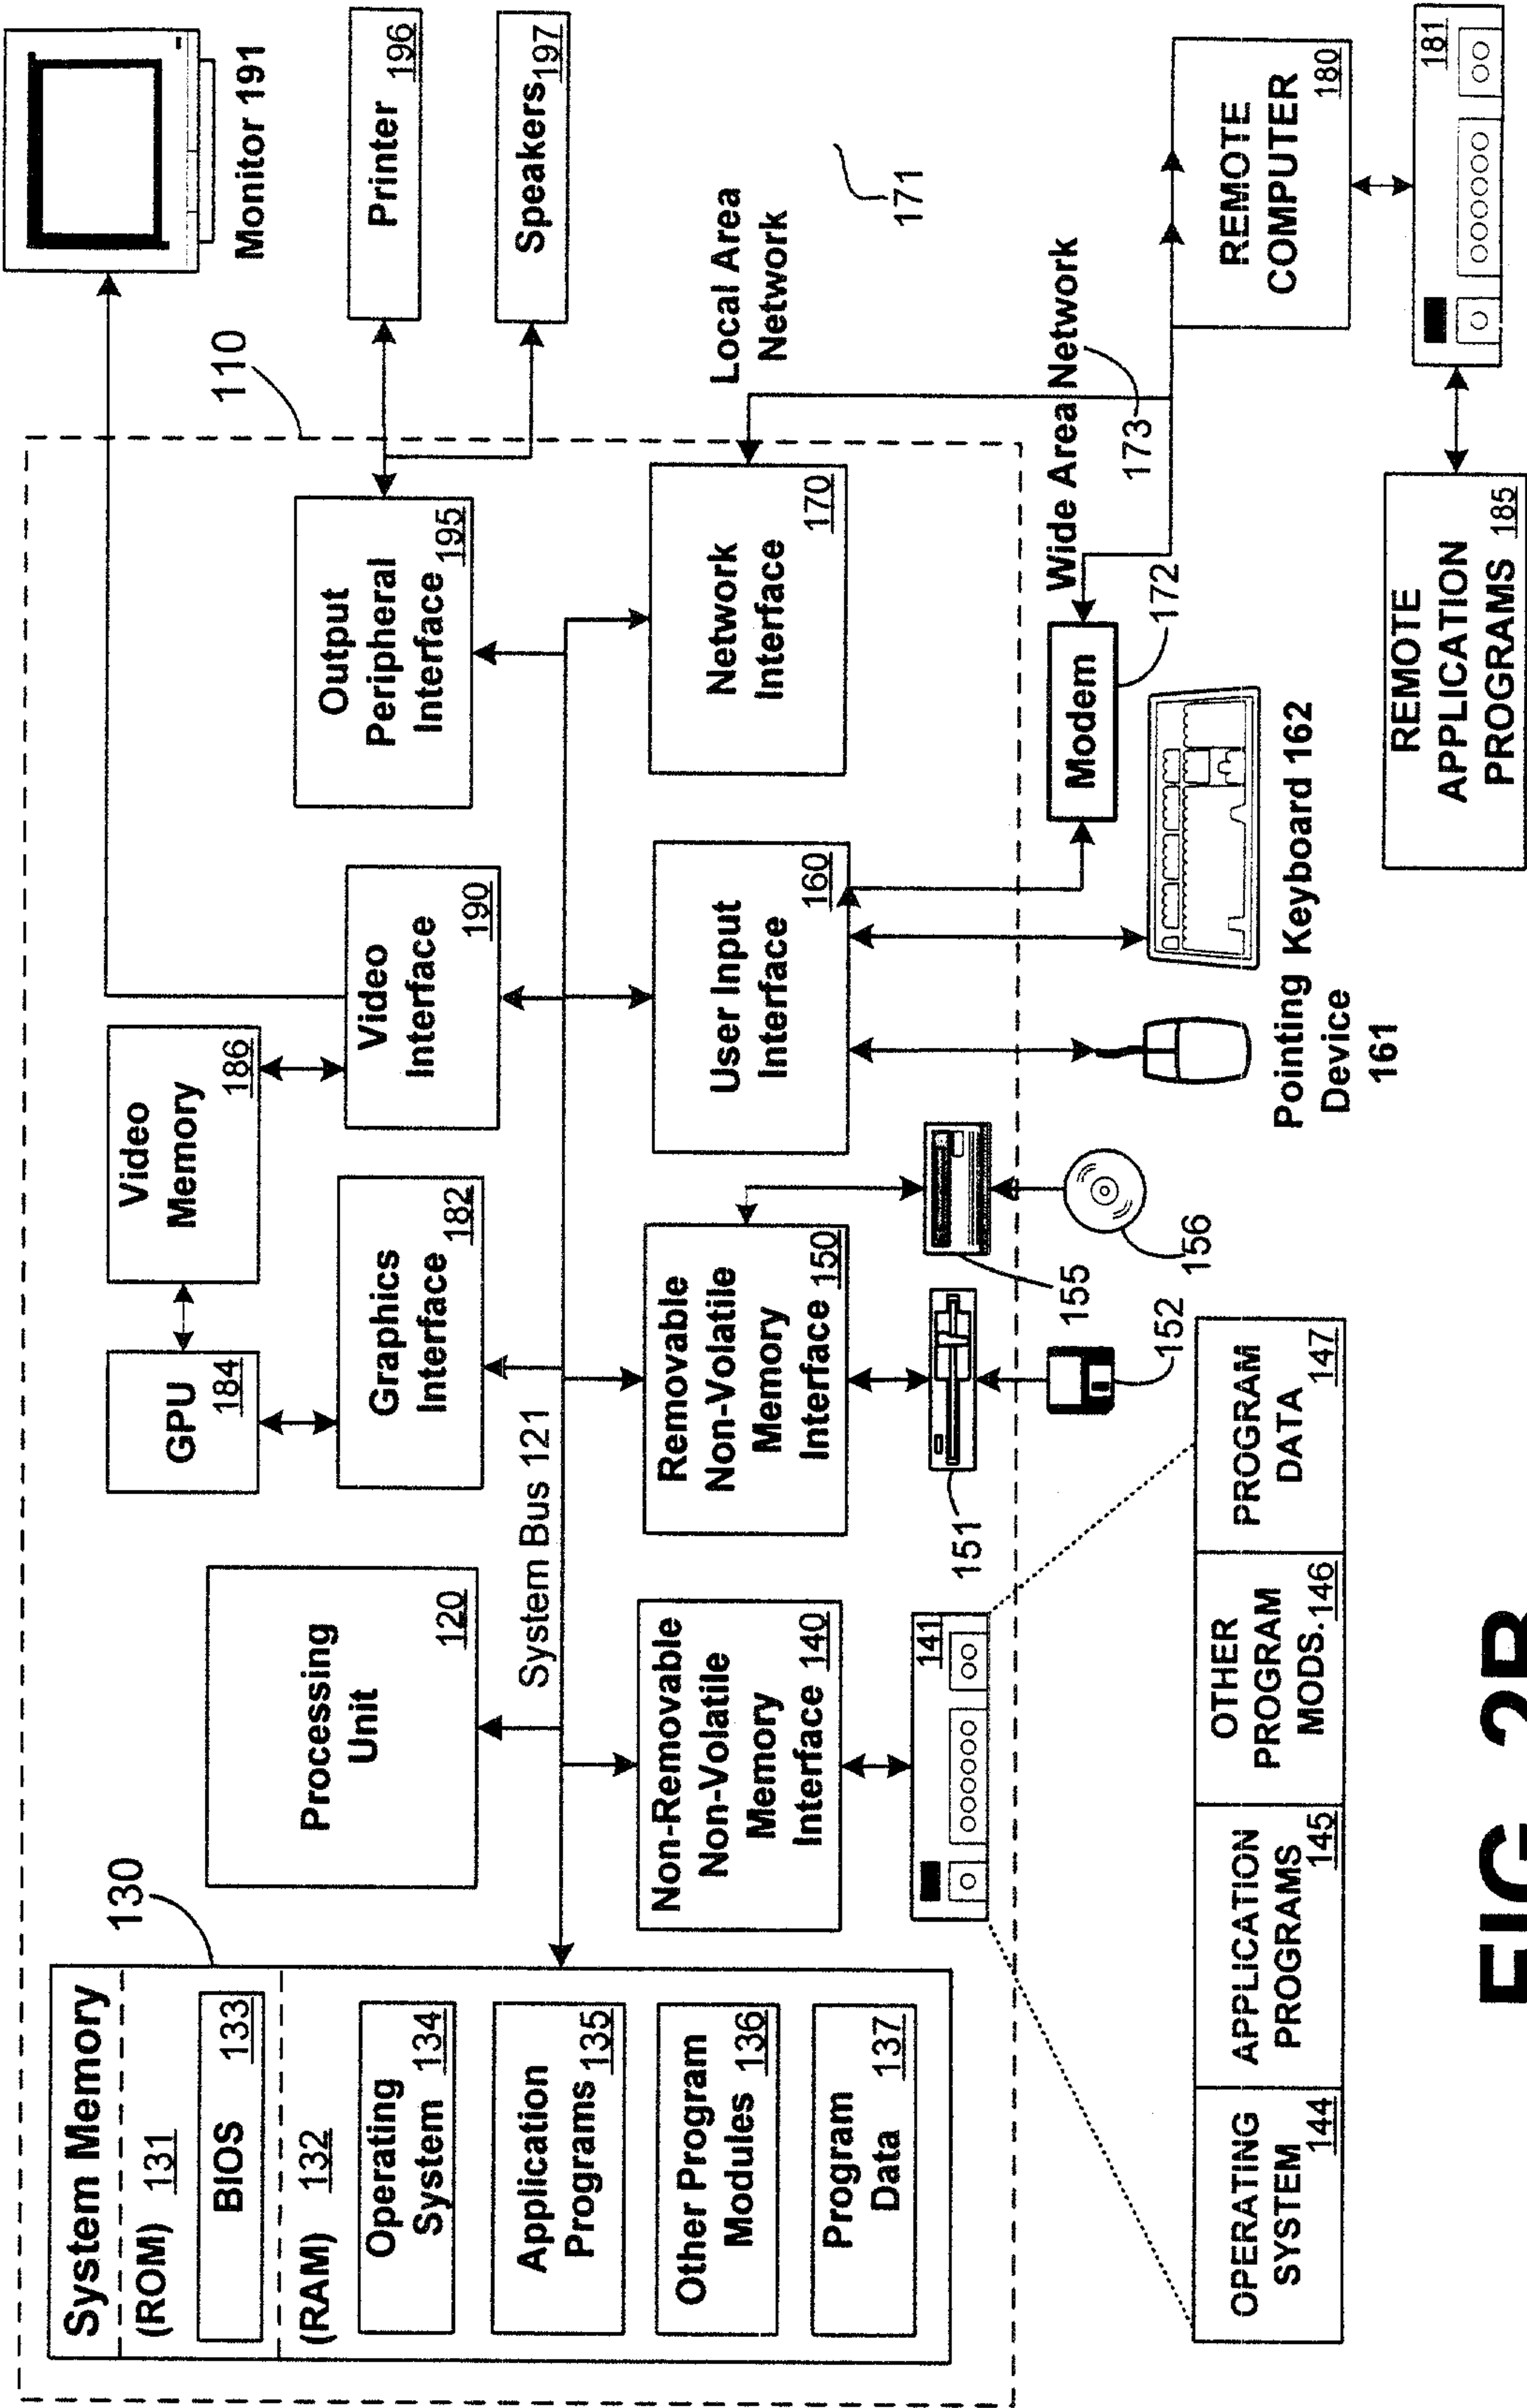 System Memory
(ROM) 131
BIOS 133
(RAM) 132
Operating
System 134
Application
Programs 135
Other Program
Modules 136
Program
Data 137
130
Processing
Unit
120
GPU
184
Video
Memory
186
Graphics
Interface
182
Video
Interface
190
Output
Peripheral
Interface
195
110
Monitor 191
Printer 196
Speakers 197
System Bus 121
Non-Removable
Non-Volatile
Memory
Interface 140
Removable
Non-Volatile
Memory
Interface 150
User Input
Interface
160
Network
Interface
170
Local Area
Network
171
141
151
152
155
156
Pointing
Device
161
Keyboard 162
Modem
172
Wide Area Network
173
REMOTE
COMPUTER
180
181
REMOTE
APPLICATION
PROGRAMS 185
OPERATING
SYSTEM 144
APPLICATION
PROGRAMS 145
OTHER
PROGRAM
MODS. 146
PROGRAM
DATA 147
FIG 2B